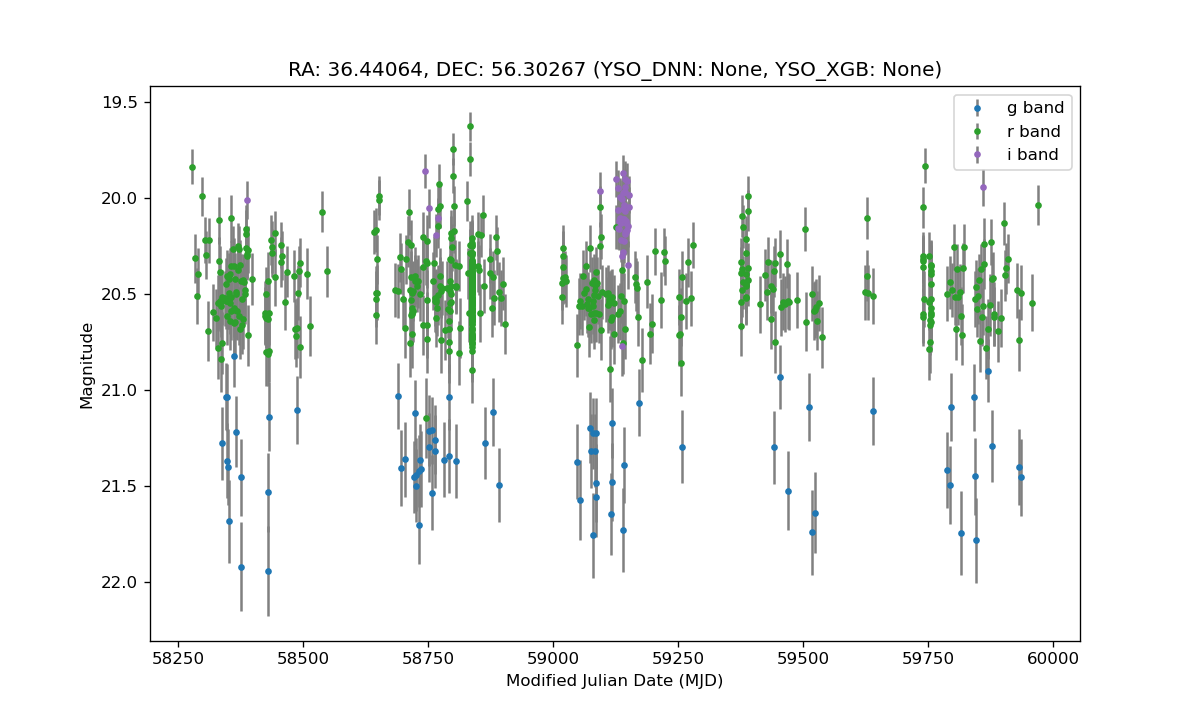 RA: 36.44064, DEC: 56.30267 (YSO_DNN: None, YSO_XGB: None)
g band
r band
i band
19.5
20.0
20.5
21.0
21.5
22.0
Magnitude
58250 58500 58750 59000 59250 59500 59750 60000
Modified Julian Date (MJD)